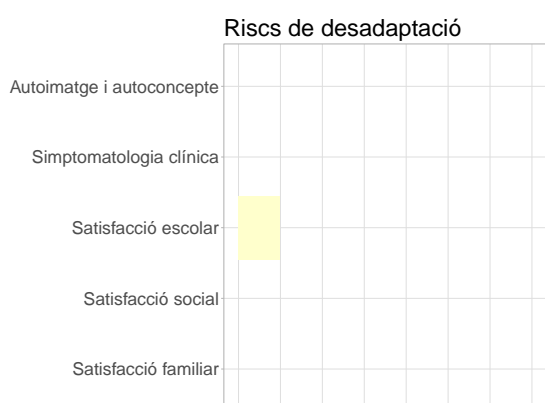 Riscs de desadaptació
Autoimatge i autoconcepte
Simptomatologia clínica
Satisfacció escolar
Satisfacció social
Satisfacció familiar